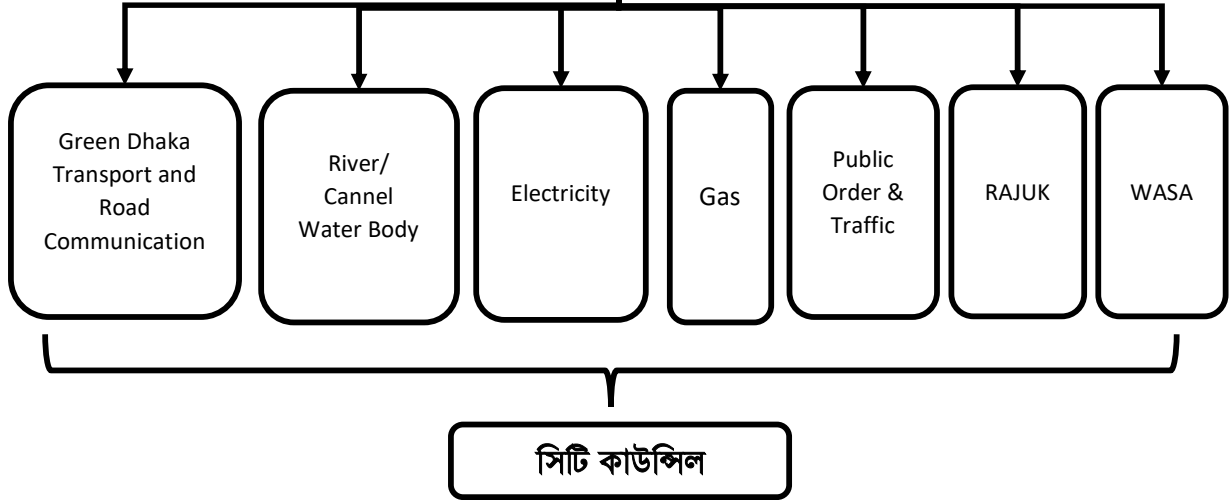 Green Dhaka
Transport and
Road
Communication
River/
Cannel
Water Body
Electricity
Gas
Public
Order &
Traffic
RAJUK
WASA
সিটি কাউন্সিল